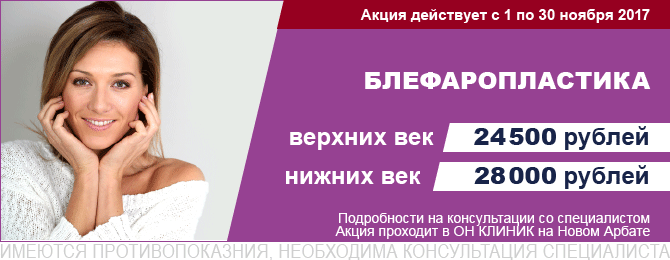 Акция действует с 1 по 30 ноября 2017
БЛЕФАРОПЛАСТИКА
верхних век 24500 рублей
нижних век 28000 рублей
Подробности на консультации со специалистом
Акция проходит в ОН КЛИНИК на Новом Арбате
ИМЕЮТСЯ ПРОТИВОПОКАЗНИЯ, НЕОБХОДИМА КОНСУЛЬТАЦИЯ СПЕЦИАЛИСТА